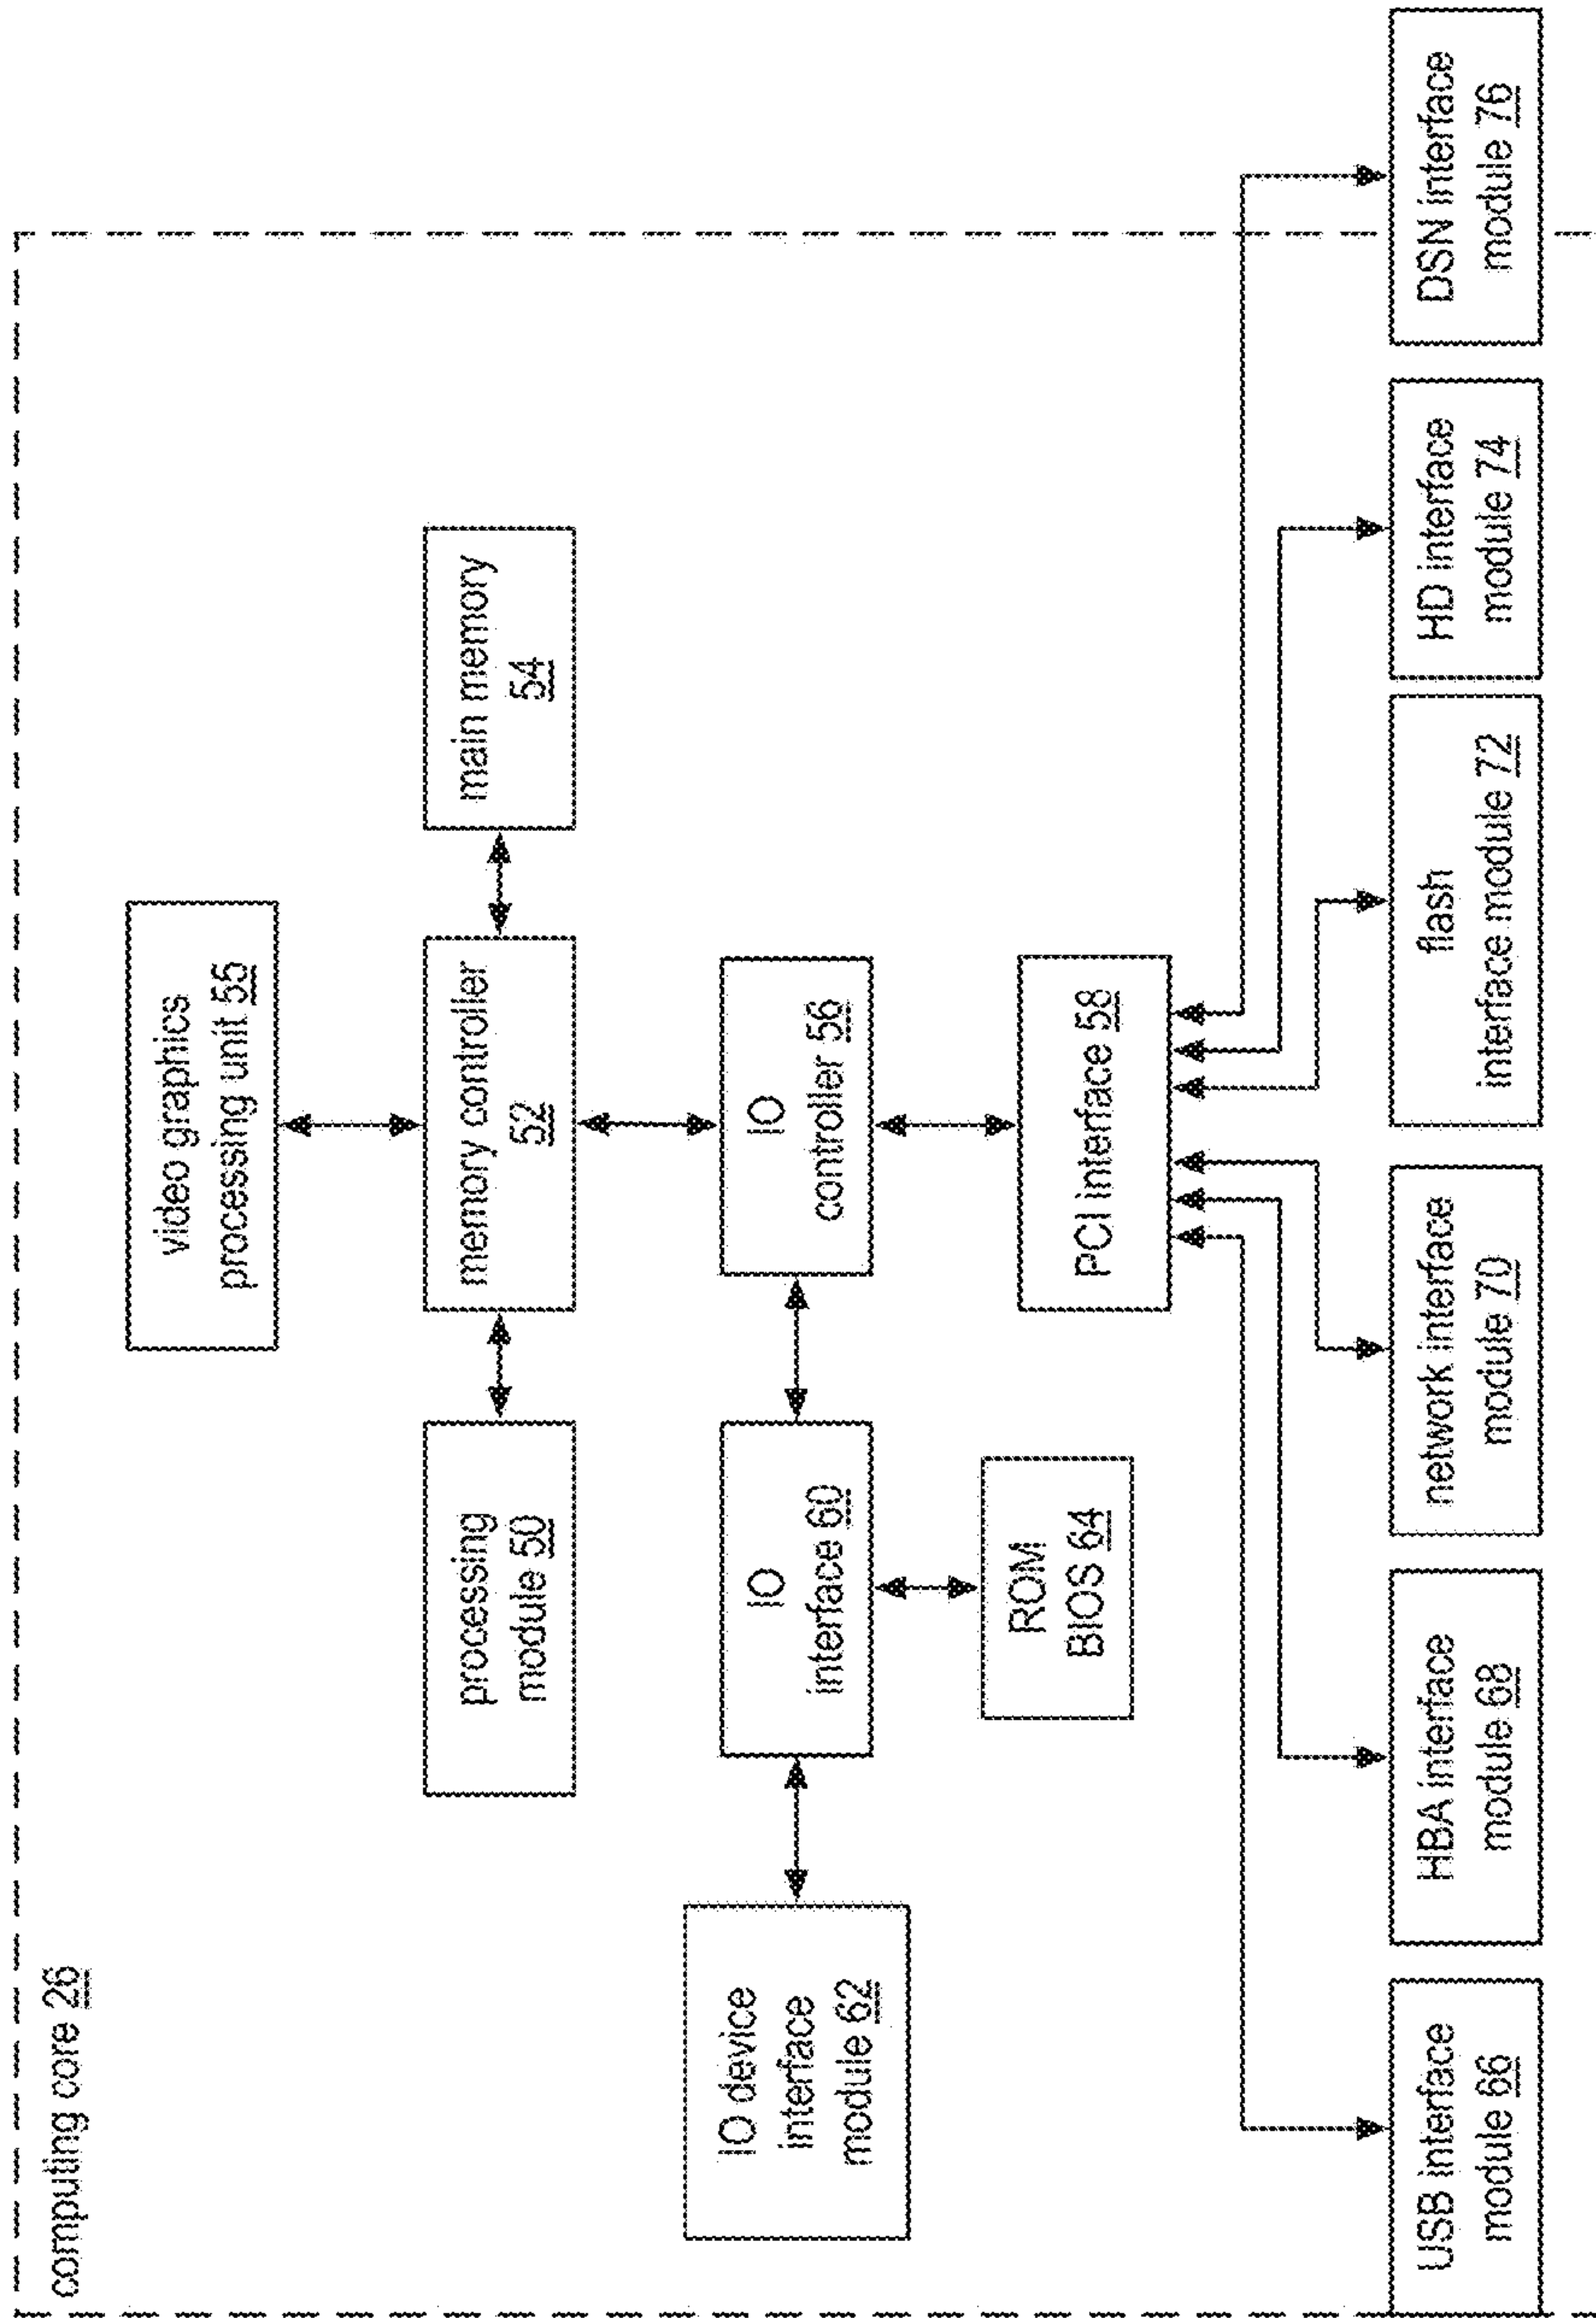 computing core 26
video graphics
processing unit 55
processing
module 50
memory controller
52
main memory
54
IO device
interface
module 62
IO
interface 60
IO
controller 56
ROM
BIOS 64
PCI interface 58
USB interface
module 66
HBA interface
module 68
network interface
module 70
flash
interface module 72
HD interface
module 74
DSN interface
module 76